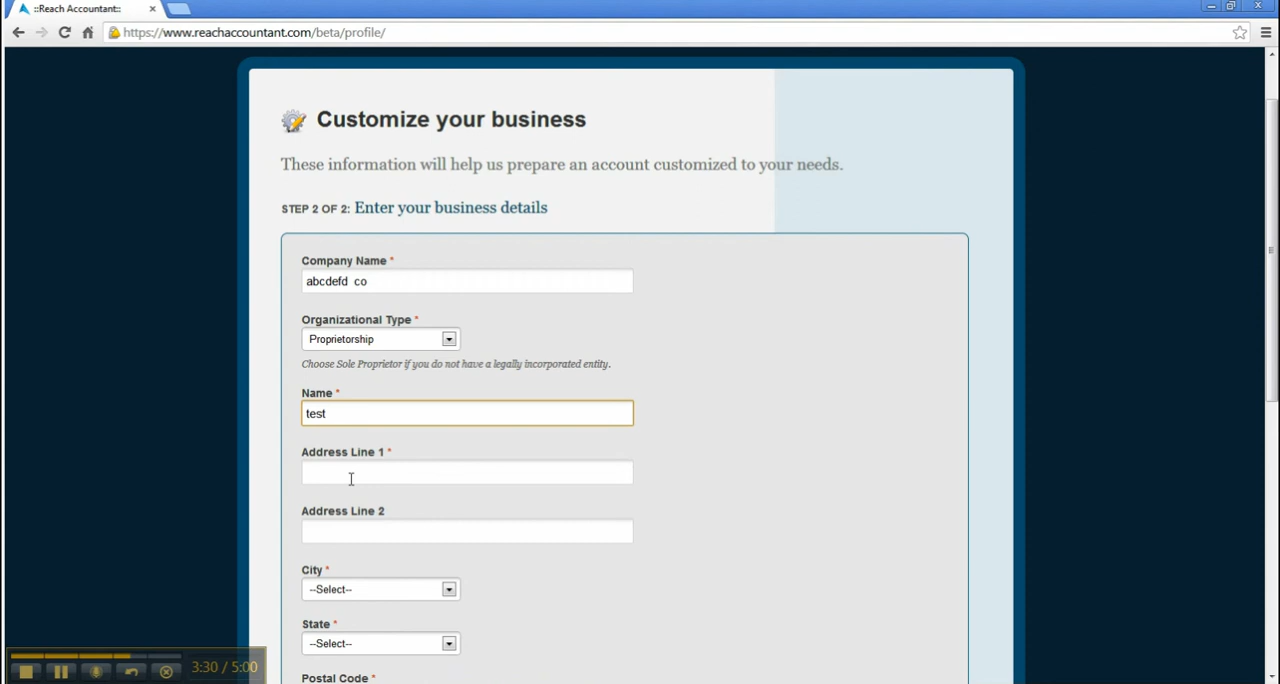 ::Reach Accountant::
https://www.reachaccountant.com/beta/profile/
Customize your business
These information will help us prepare an account customized to your needs.
STEP 2 OF 2: Enter your business details
Company Name *
abcdefd co
Organizational Type *
Proprietorship
Choose Sole Proprietor if you do not have a legally incorporated entity.
Name *
test
Address Line 1 *
Address Line 2
City *
--Select--
State *
--Select--
Postal Code *
3:30 / 5:00